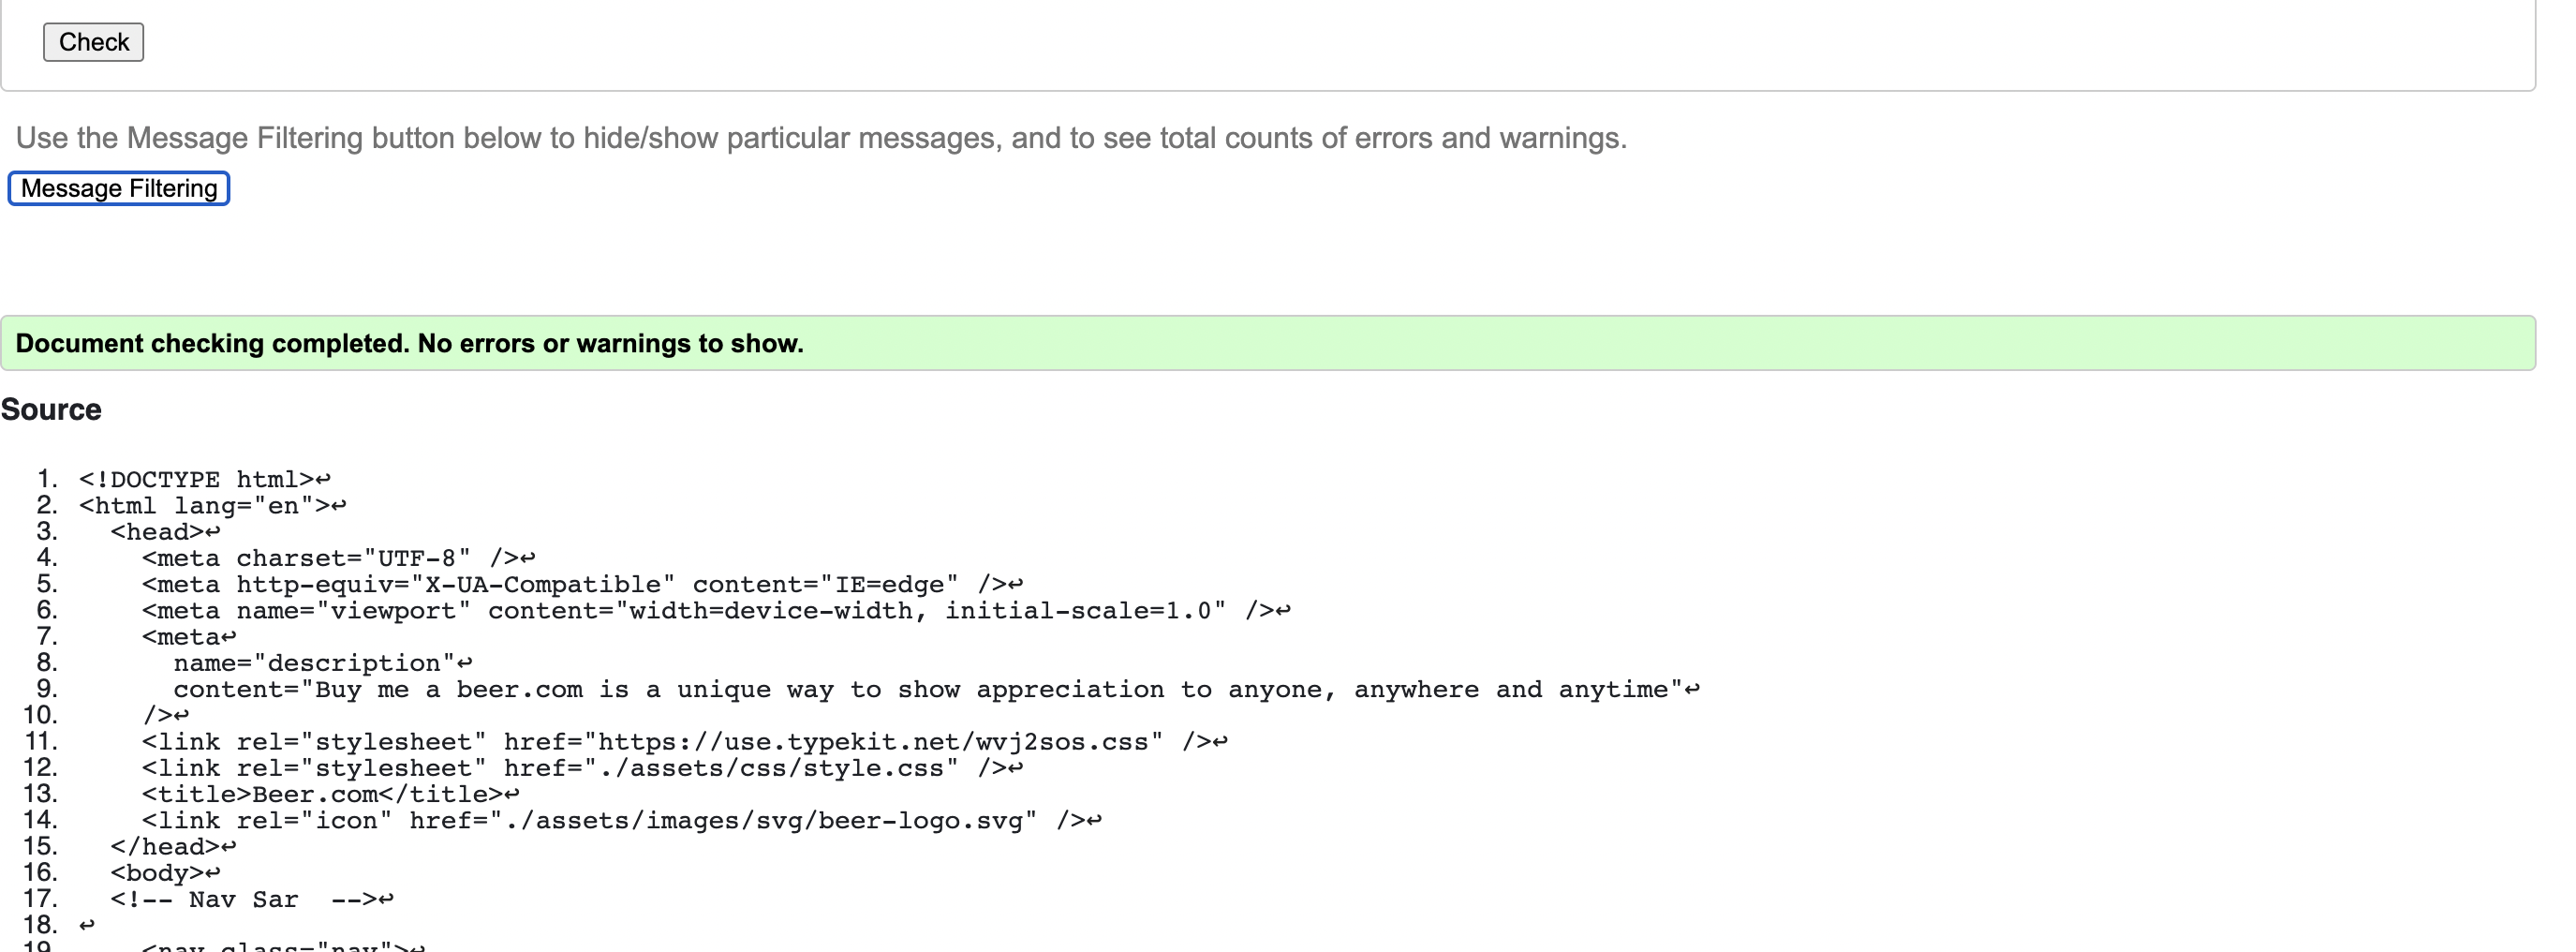 Check
Use the Message Filtering button below to hide/show particular messages, and to see total counts of errors and warnings.
Message Filtering
Document checking completed. No errors or warnings to show.
Source
1. <!DOCTYPE html>↩
2. <html lang="en">↩
3.   <head>↩
4.     <meta charset="UTF-8" />↩
5.     <meta http-equiv="X-UA-Compatible" content="IE=edge" />↩
6.     <meta name="viewport" content="width=device-width, initial-scale=1.0" />↩
7.     <meta↩
8.       name="description"↩
9.       content="Buy me a beer.com is a unique way to show appreciation to anyone, anywhere and anytime"↩
10.     />↩
11.     <link rel="stylesheet" href="https://use.typekit.net/wvj2sos.css" />↩
12.     <link rel="stylesheet" href="./assets/css/style.css" />↩
13.     <title>Beer.com</title>↩
14.     <link rel="icon" href="./assets/images/svg/beer-logo.svg" />↩
15.   </head>↩
16.   <body>↩
17.   <!-- Nav Sar  -->↩
18. ↩
19.     <nav class="nav">↩